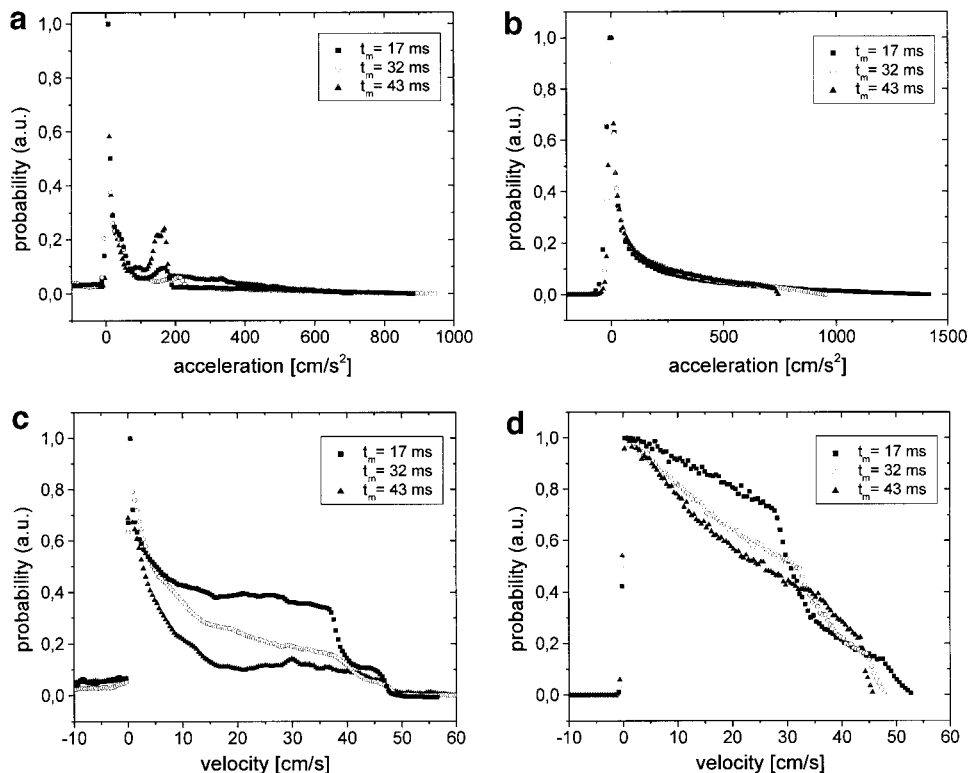 a
t_m= 17 ms
t_m= 32 ms
t_m= 43 ms
1,0
0,8
0,6
0,4
0,2
0,0
probability (a.u.)
0 200 400 600 800 1000
acceleration [cm/s²]
b
t_m= 17 ms
t_m= 32 ms
t_m= 43 ms
1,0
0,8
0,6
0,4
0,2
0,0
probability (a.u.)
0 500 1000 1500
acceleration [cm/s²]
c
t_m= 17 ms
t_m= 32 ms
t_m= 43 ms
1,0
0,8
0,6
0,4
0,2
0,0
probability (a.u.)
-10 0 10 20 30 40 50 60
velocity [cm/s]
d
t_m= 17 ms
t_m= 32 ms
t_m= 43 ms
1,0
0,8
0,6
0,4
0,2
0,0
probability (a.u.)
-10 0 10 20 30 40 50 60
velocity [cm/s]